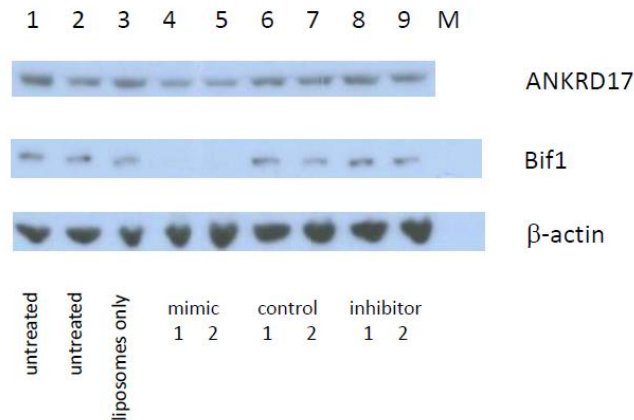 1 2 3 4 5 6 7 8 9 M
ANKRD17
Bif1
β-actin
untreated
untreated
liposomes only
mimic control inhibitor
1 2 1 2 1 2